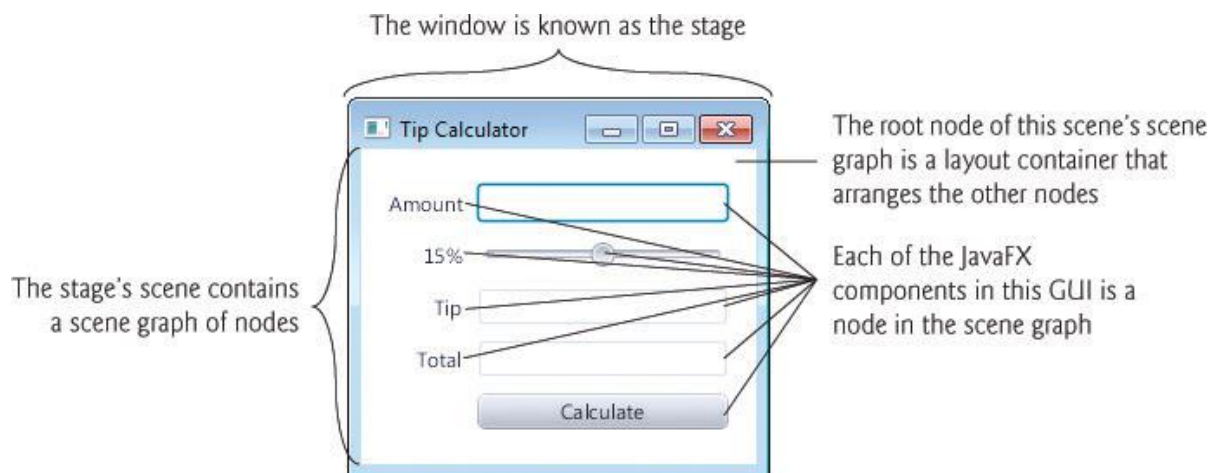 The window is known as the stage
Tip Calculator
The root node of this scene's scene
graph is a layout container that
arranges the other nodes
Amount
15%
Each of the JavaFX
components in this GUI is a
node in the scene graph
The stage's scene contains
a scene graph of nodes
Tip
Total
Calculate